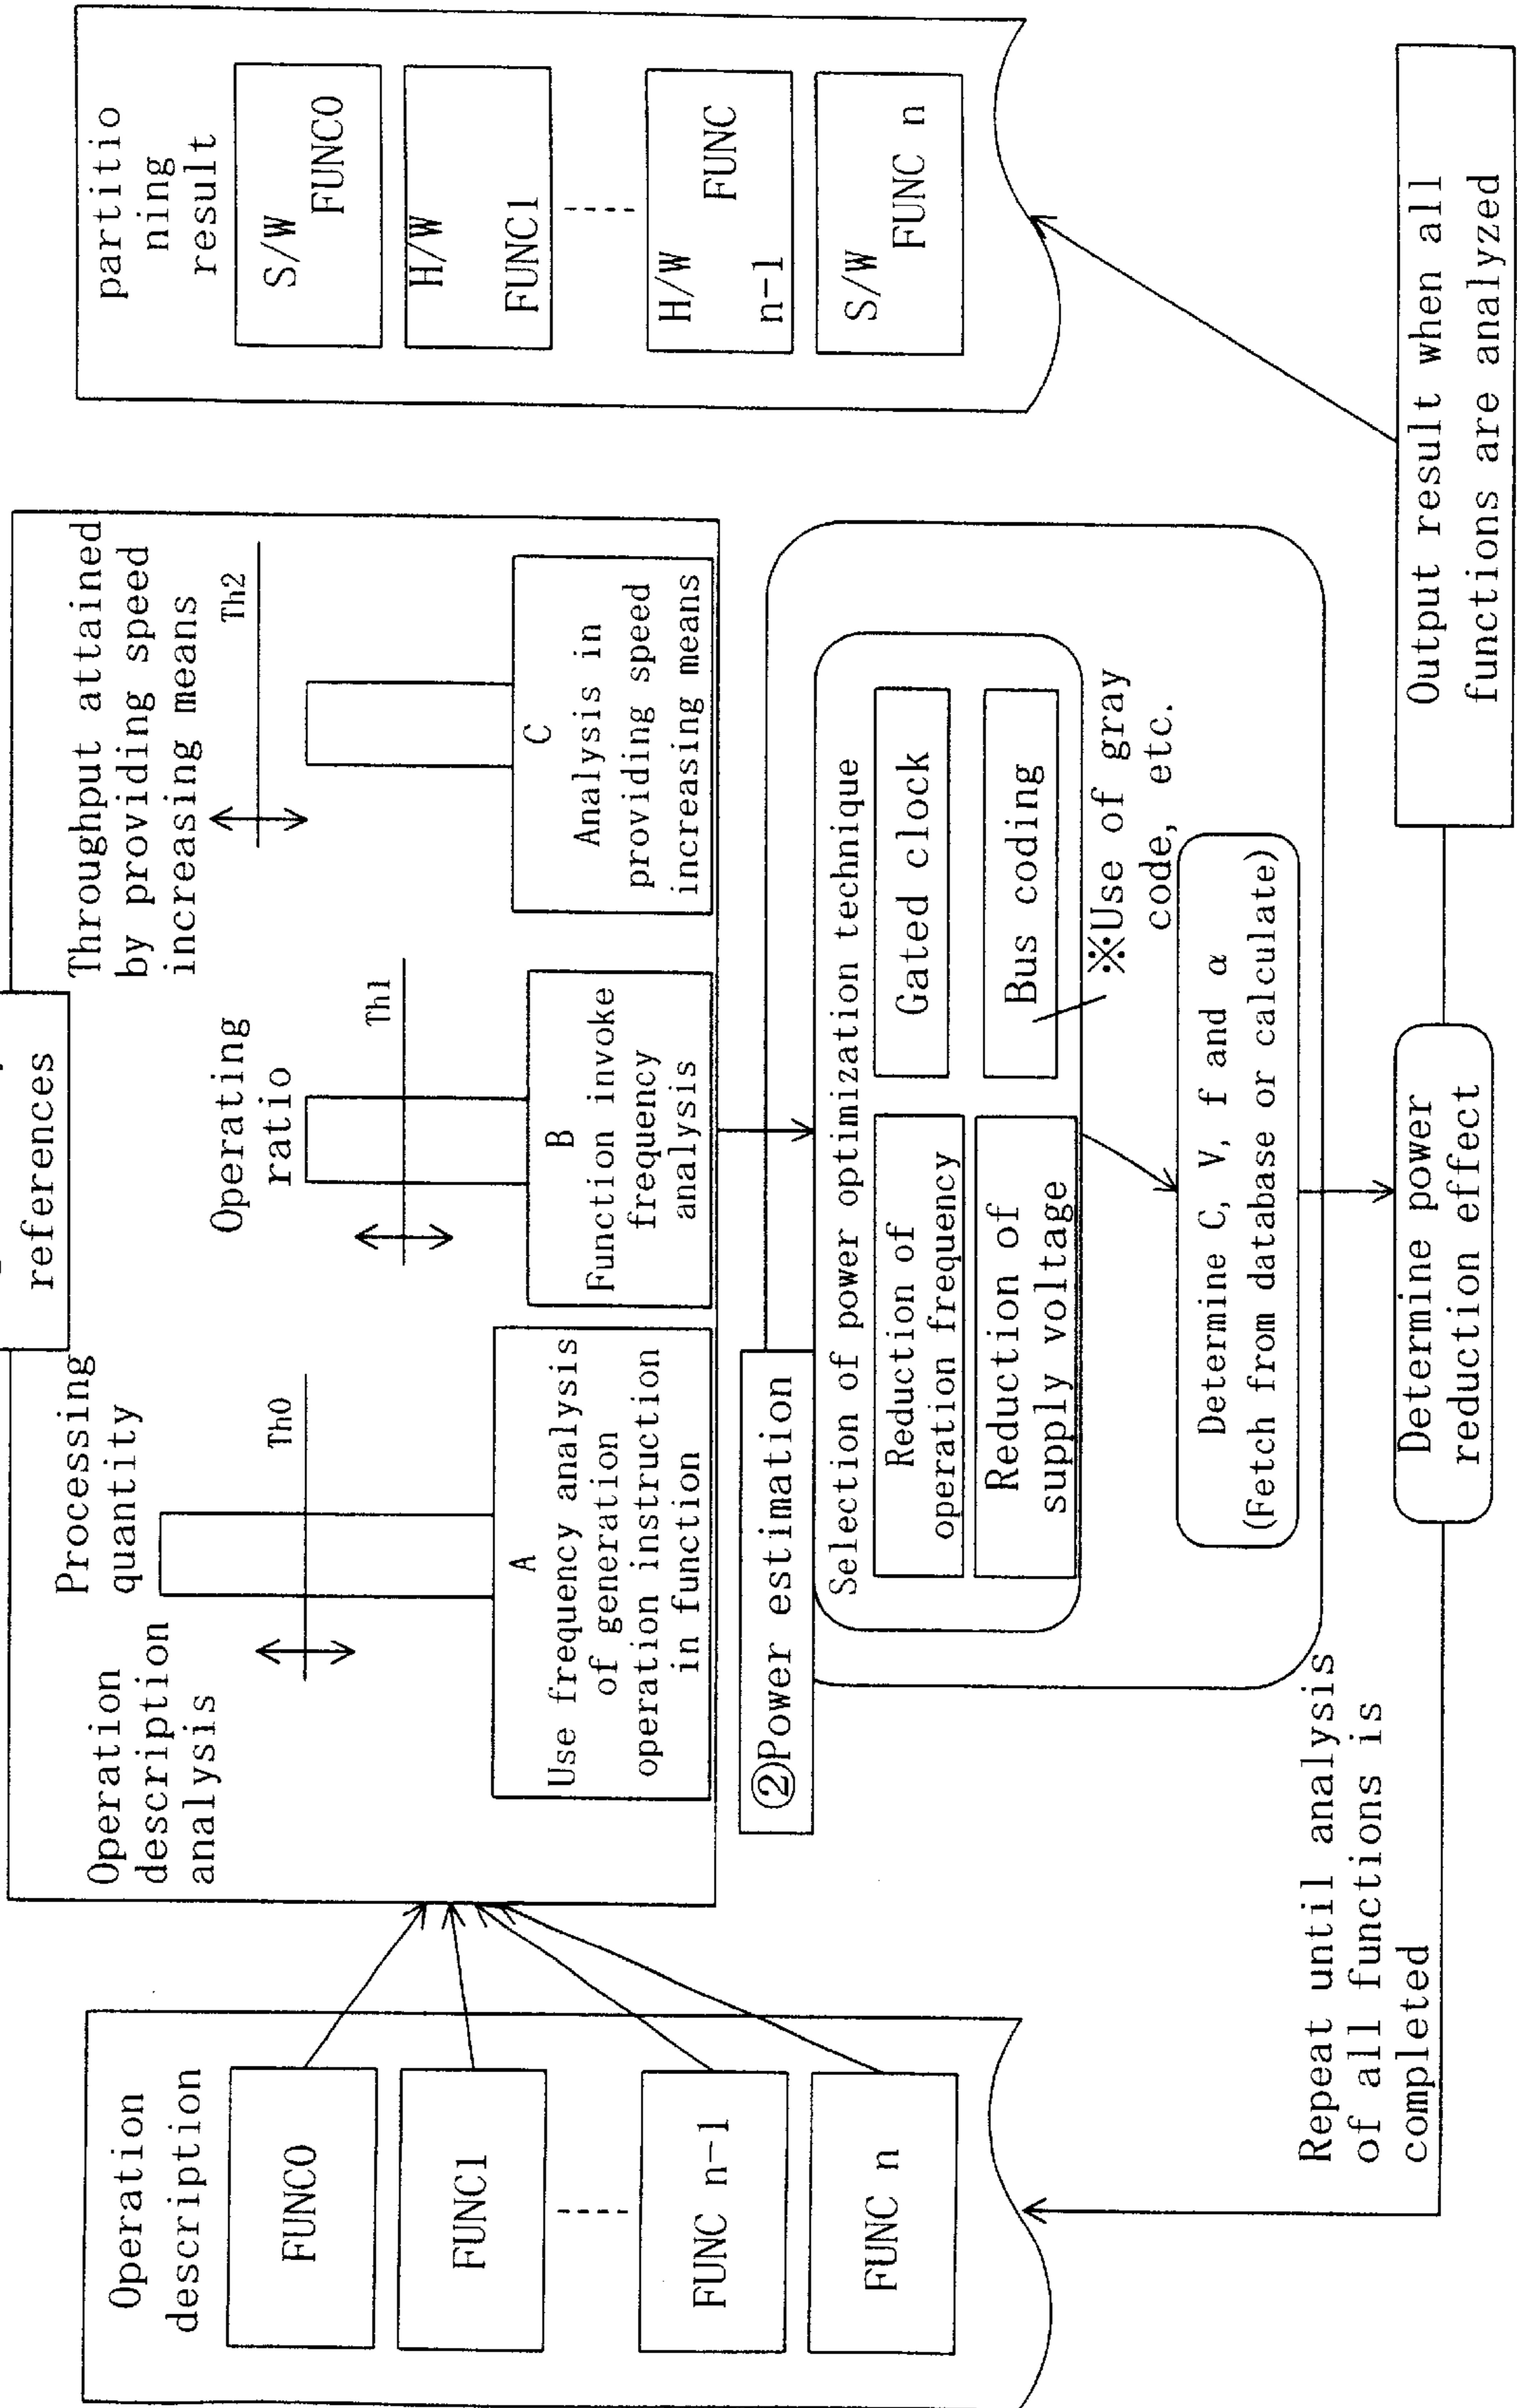 references
Operation
description
FUNC0
FUNC1
FUNC n-1
FUNC n
Operation
description
analysis
Processing
quantity
Th0
A
Use frequency analysis
of generation
operation instruction
in function
Operating
ratio
Th1
B
Function invoke
frequency
analysis
Throughput attained
by providing speed
increasing means
Th2
C
Analysis in
providing speed
increasing means
②Power estimation
Selection of power optimization technique
Reduction of
operation frequency
Gated clock
Reduction of
supply voltage
Bus coding
※Use of gray
code, etc.
Determine C, V, f and α
(Fetch from database or calculate)
Determine power
reduction effect
Repeat until analysis
of all functions is
completed
Output result when all
functions are analyzed
partitio
ning
result
S/W
FUNC0
H/W
FUNC1
H/W
FUNC
n-1
S/W
FUNC n